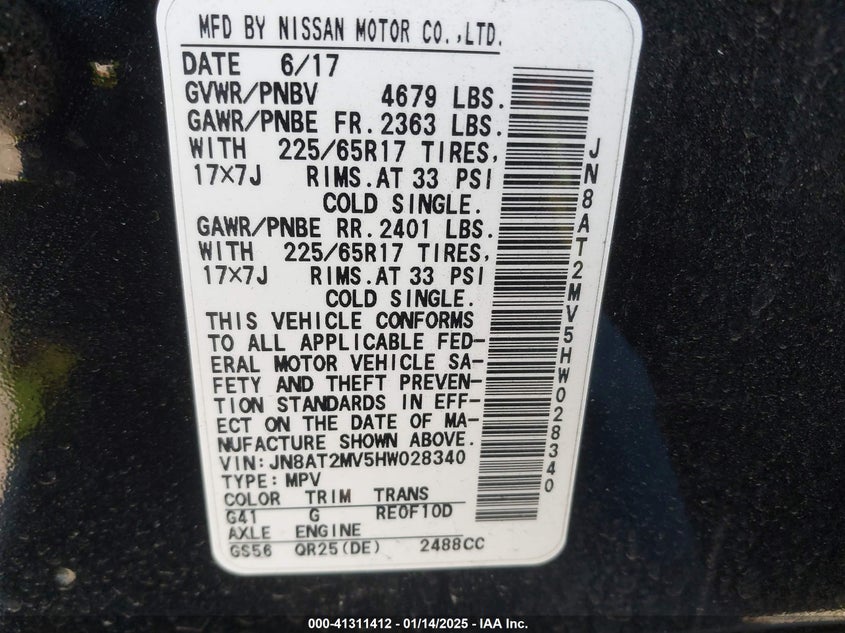 MFD BY NISSAN MOTOR CO.,LTD.
DATE 6/17
GVWR/PNBV 4679 LBS.
GAWR/PNBE FR. 2363 LBS.
WITH 225/65R17 TIRES,
17×7J RIMS.AT 33 PSI
COLD SINGLE.
GAWR/PNBE RR. 2401 LBS.
WITH 225/65R17 TIRES,
17×7J RIMS.AT 33 PSI
COLD SINGLE.
THIS VEHICLE CONFORMS
TO ALL APPLICABLE FED-
ERAL MOTOR VEHICLE SA-
FETY AND THEFT PREVEN-
TION STANDARDS IN EFF-
ECT ON THE DATE OF MA-
NUFACTURE SHOWN ABOVE.
VIN:JN8AT2MV5HW028340
TYPE: MPV
COLOR TRIM TRANS
G41 G RE0F10D
AXLE ENGINE
GS56 QR25(DE) 2488CC
JN8AT2MV5HW028340
000-41311412 - 01/14/2025 - IAA Inc.